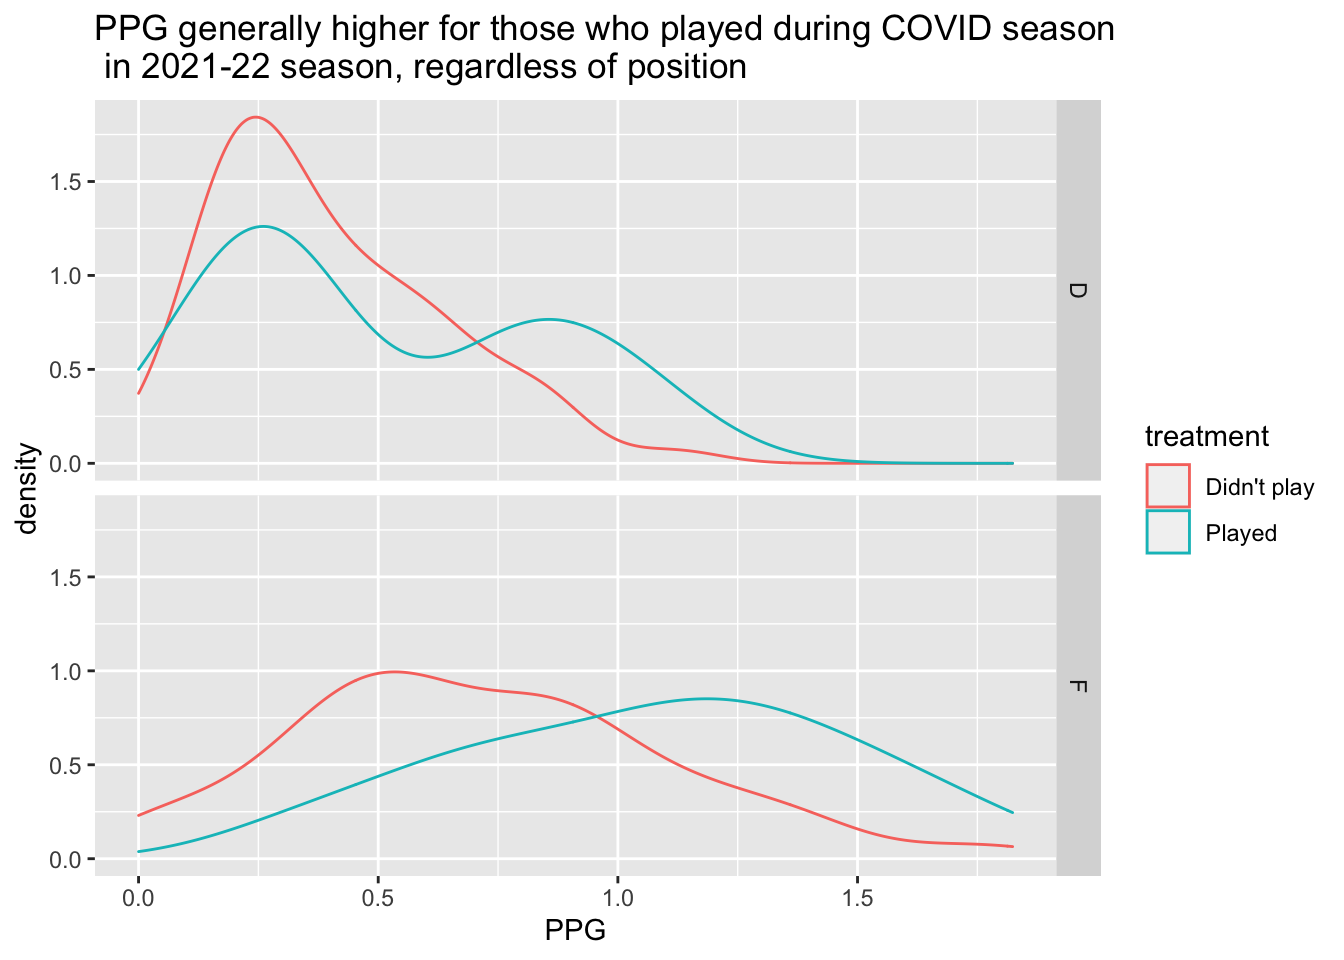 PPG generally higher for those who played during COVID season
in 2021-22 season, regardless of position
1.5
1.0
0.5
0.0
D
1.5
1.0
0.5
0.0
F
density
0.0 0.5 1.0 1.5
PPG
treatment
Didn't play
Played